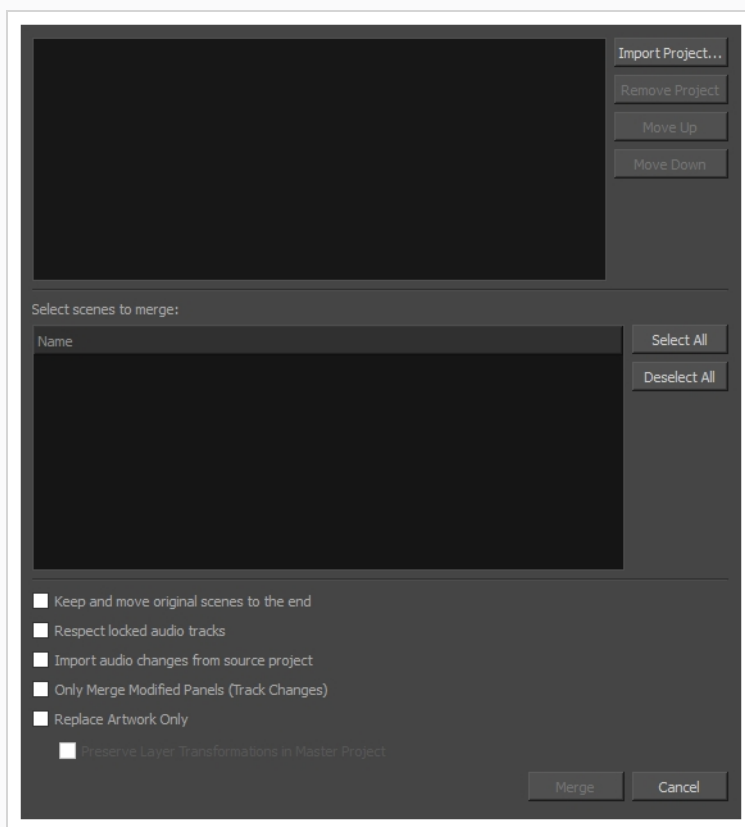 Import Project...
Remove Project
Move Up
Move Down
Select scenes to merge:
Name
Select All
Deselect All
Keep and move original scenes to the end
Respect locked audio tracks
Import audio changes from source project
Only Merge Modified Panels (Track Changes)
Replace Artwork Only
Preserve Layer Transformations in Master Project
Merge Cancel